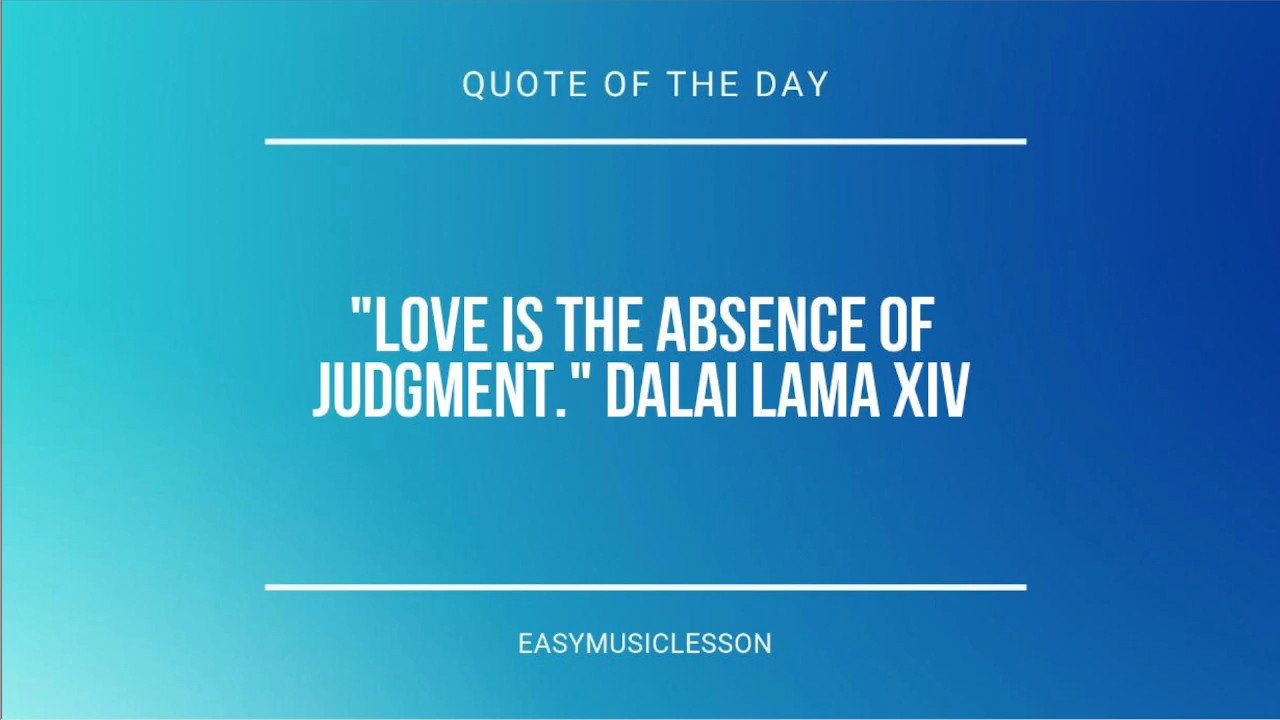 QUOTE OF THE DAY
"LOVE IS THE ABSENCE OF
JUDGMENT." DALAI LAMA XIV
EASYMUSICLESSON